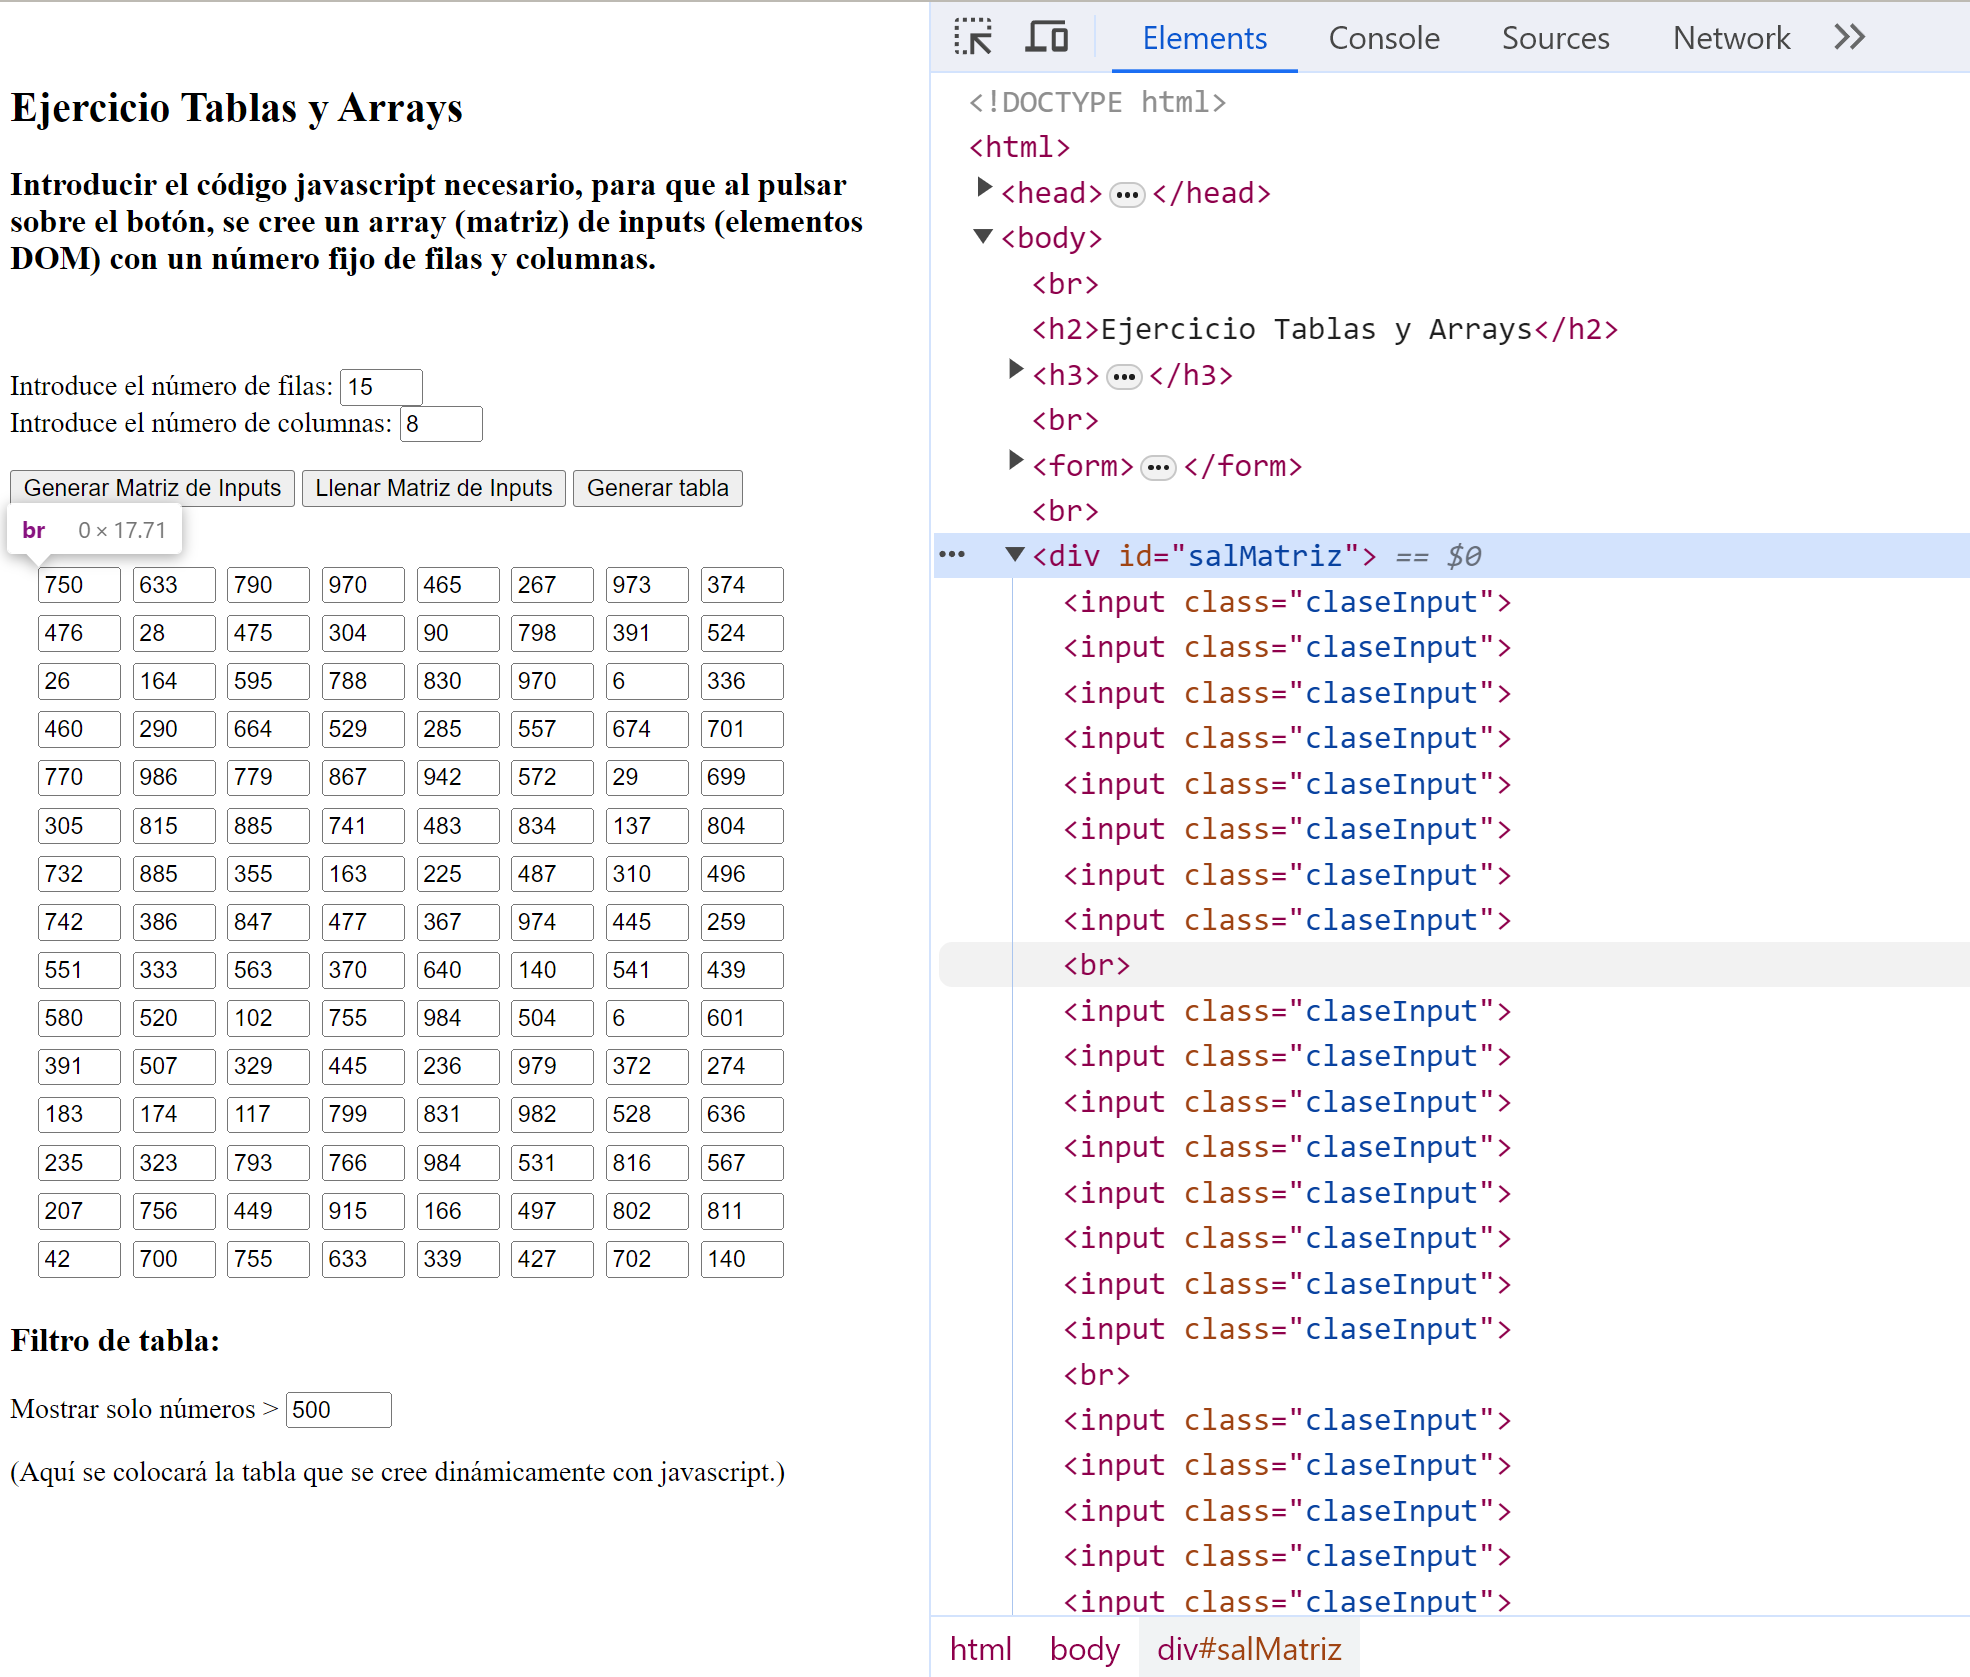 Ejercicio Tablas y Arrays
Introducir el código javascript necesario, para que al pulsar
sobre el botón, se cree un array (matriz) de inputs (elementos
DOM) con un número fijo de filas y columnas.
Introduce el número de filas: 15
Introduce el número de columnas: 8
Generar Matriz de Inputs Llenar Matriz de Inputs Generar tabla
br 0 × 17.71
750 633 790 970 465 267 973 374
476 28 475 304 90 798 391 524
26 164 595 788 830 970 6 336
460 290 664 529 285 557 674 701
770 986 779 867 942 572 29 699
305 815 885 741 483 834 137 804
732 885 355 163 225 487 310 496
742 386 847 477 367 974 445 259
551 333 563 370 640 140 541 439
580 520 102 755 984 504 6 601
391 507 329 445 236 979 372 274
183 174 117 799 831 982 528 636
235 323 793 766 984 531 816 567
207 756 449 915 166 497 802 811
42 700 755 633 339 427 702 140
Filtro de tabla:
Mostrar solo números > 500
(Aquí se colocará la tabla que se cree dinámicamente con javascript.)
Elements Console Sources Network
<!DOCTYPE html>
<html>
<head> ••• </head>
<body>
<br>
<h2>Ejercicio Tablas y Arrays</h2>
<h3> ••• </h3>
<br>
<form> ••• </form>
<br>
••• <div id="salMatriz"> == $0
<input class="claseInput">
<input class="claseInput">
<input class="claseInput">
<input class="claseInput">
<input class="claseInput">
<input class="claseInput">
<input class="claseInput">
<input class="claseInput">
<br>
<input class="claseInput">
<input class="claseInput">
<input class="claseInput">
<input class="claseInput">
<input class="claseInput">
<input class="claseInput">
<input class="claseInput">
<input class="claseInput">
<br>
<input class="claseInput">
<input class="claseInput">
<input class="claseInput">
<input class="claseInput">
<input class="claseInput">
html body div#salMatriz